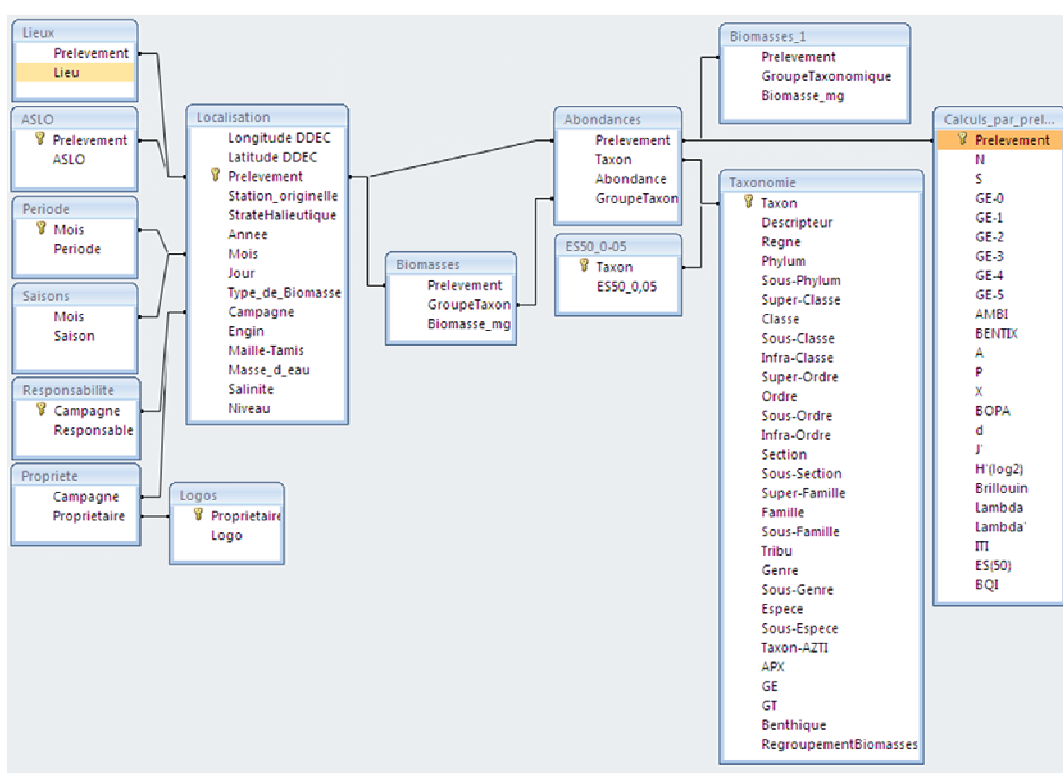 Lieux
Prelevement
Lieu
ASLO
Prelevement
ASLO
Periode
Mois
Periode
Saisons
Mois
Saison
Responsabilite
Campagne
Responsable
Propriete
Campagne
Proprietaire
Logos
Proprietaire
Logo
Localisation
Longitude DDEC
Latitude DDEC
Prelevement
Station_originelle
StrateHalieutique
Annee
Mois
Jour
Type_de_Biomasse
Campagne
Engin
Maille-Tamis
Masse_d_eau
Salinite
Niveau
Biomasses
Prelevement
GroupeTaxon
Biomasse_mg
Abondances
Prelevement
Taxon
Abondance
GroupeTaxon
ES50_0-05
Taxon
ES50_0,05
Biomasses_1
Prelevement
GroupeTaxonomique
Biomasse_mg
Taxonomie
Taxon
Descripteur
Regne
Phylum
Sous-Phylum
Super-Classe
Classe
Sous-Classe
Infra-Classe
Super-Ordre
Ordre
Sous-Ordre
Infra-Ordre
Section
Sous-Section
Super-Famille
Famille
Sous-Famille
Tribu
Genre
Sous-Genre
Espece
Sous-Espece
Taxon-AZTI
APX
GE
GT
Benthique
RegroupementBiomasses
Calculs_par_prel...
Prelevement
N
S
GE-0
GE-1
GE-2
GE-3
GE-4
GE-5
AMBI
BENTIX
A
P
X
BOPA
d
J'
H'(log2)
Brillouin
Lambda
Lambda'
ITI
ES(50)
BQI